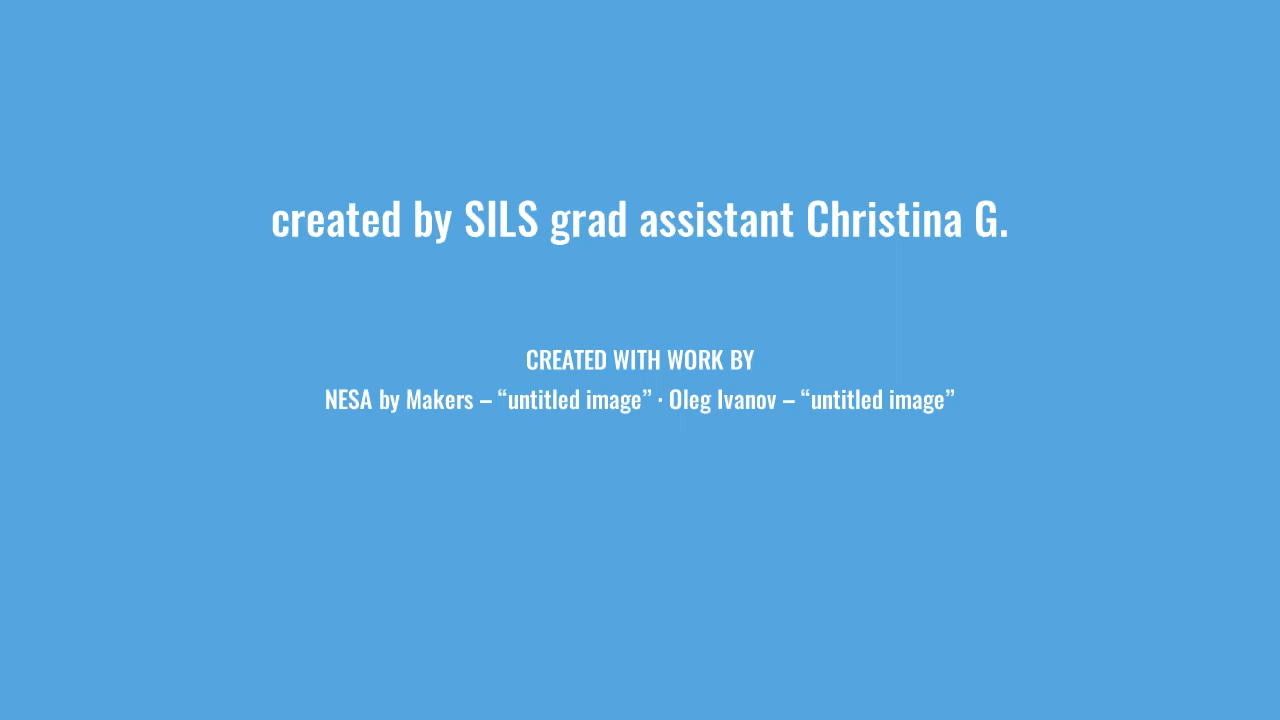 created by SILS grad assistant Christina G.
CREATED WITH WORK BY
NESA by Makers – “untitled image” · Oleg Ivanov – “untitled image”